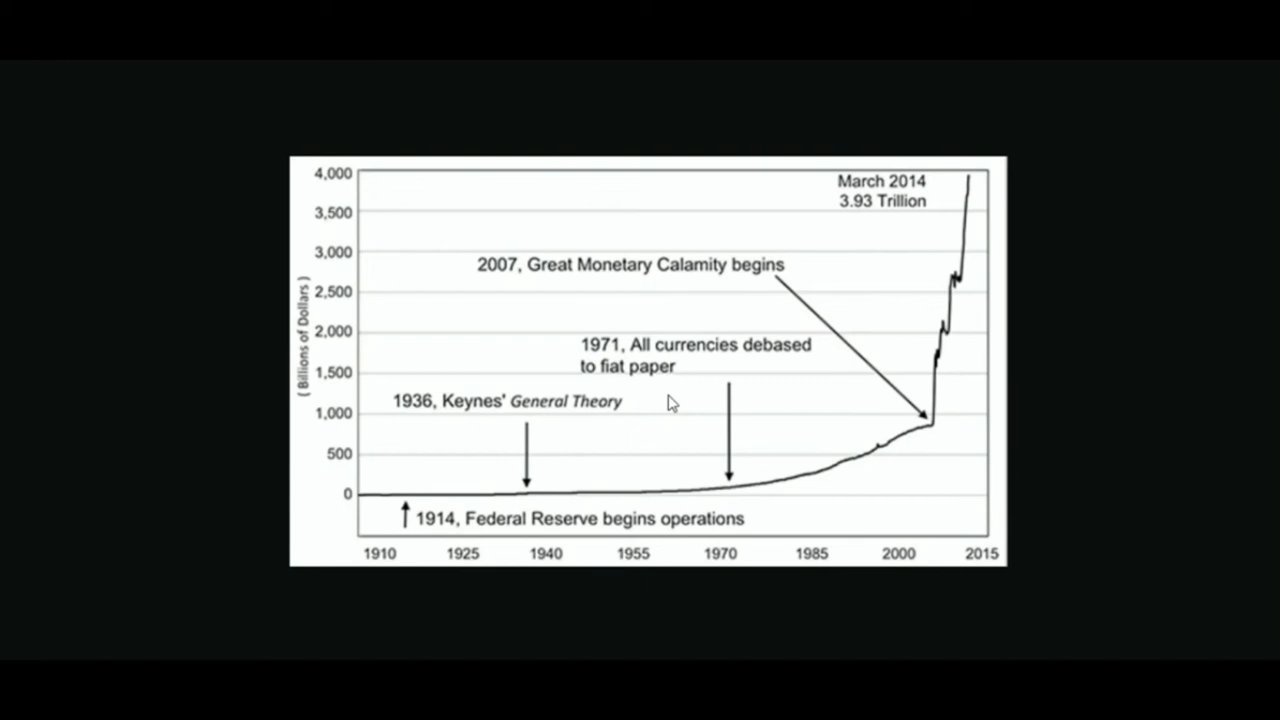 4,000
March 2014
3.93 Trillion
3,500
3,000
2007, Great Monetary Calamity begins
2,500
( Billions of Dollars )
2,000
1971, All currencies debased
to fiat paper
1,500
1936, Keynes' General Theory
1,000
500
0
1914, Federal Reserve begins operations
1910 1925 1940 1955 1970 1985 2000 2015